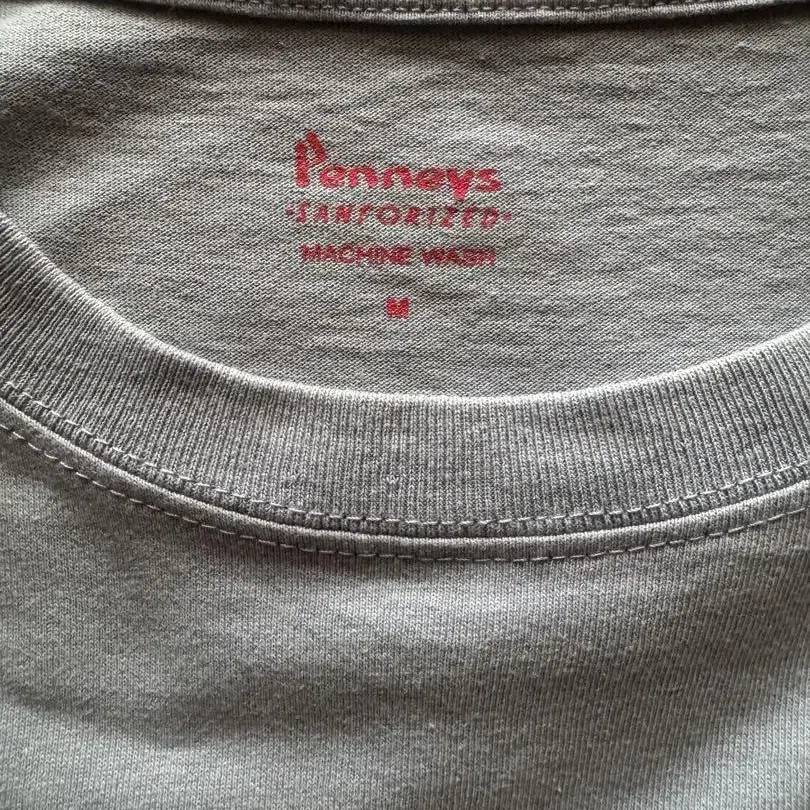 Penneys
·SANFORIZED·
MACHINE WASH
M